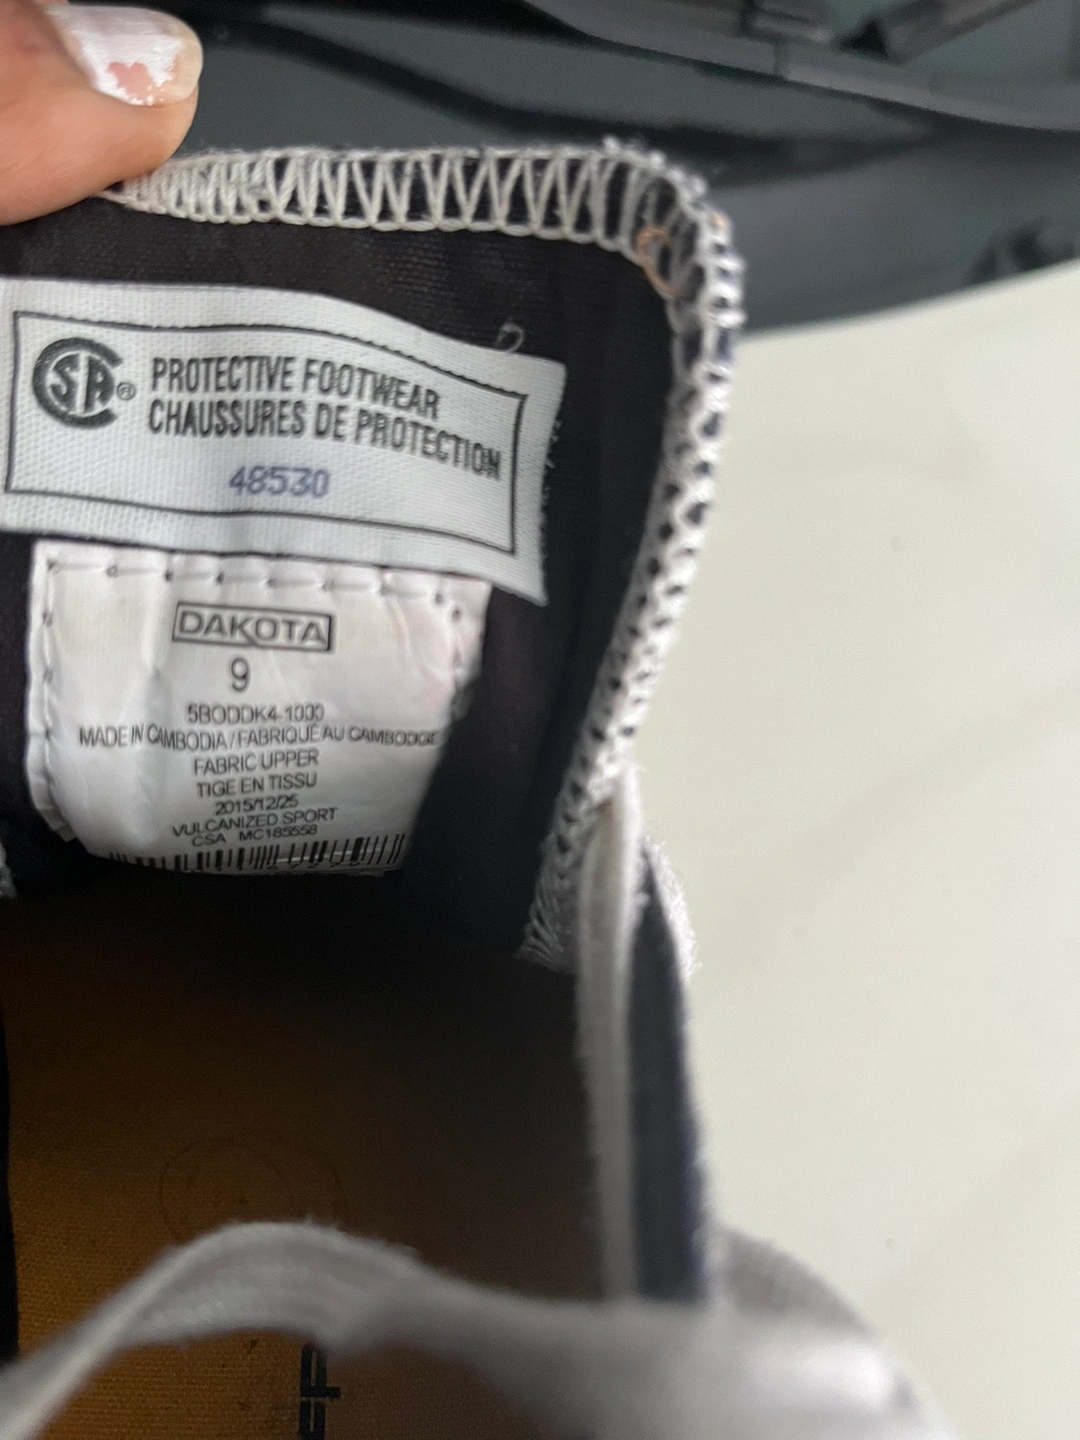 CSA® PROTECTIVE FOOTWEAR
CHAUSSURES DE PROTECTION
48530
DAKOTA
9
5BODDK4-1000
MADE IN CAMBODIA / FABRIQUÉ AU CAMBODGE
FABRIC UPPER
TIGE EN TISSU
2015/12/25
VULCANIZED SPORT
CSA MC185558